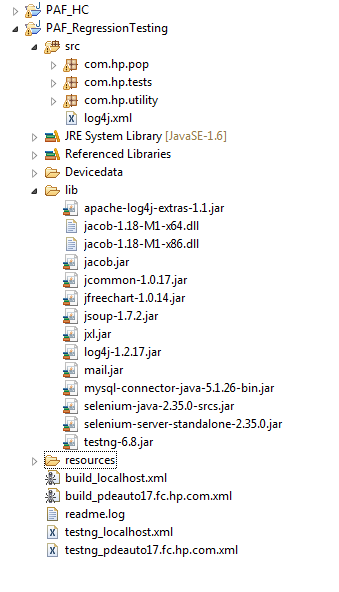 PAF_HC
PAF_RegressionTesting
src
com.hp.pop
com.hp.tests
com.hp.utility
log4j.xml
JRE System Library [JavaSE-1.6]
Referenced Libraries
Devicedata
lib
apache-log4j-extras-1.1.jar
jacob-1.18-M1-x64.dll
jacob-1.18-M1-x86.dll
jacob.jar
jcommon-1.0.17.jar
jfreechart-1.0.14.jar
jsoup-1.7.2.jar
jxl.jar
log4j-1.2.17.jar
mail.jar
mysql-connector-java-5.1.26-bin.jar
selenium-java-2.35.0-srcs.jar
selenium-server-standalone-2.35.0.jar
testng-6.8.jar
resources
build_localhost.xml
build_pdeauto17.fc.hp.com.xml
readme.log
testng_localhost.xml
testng_pdeauto17.fc.hp.com.xml